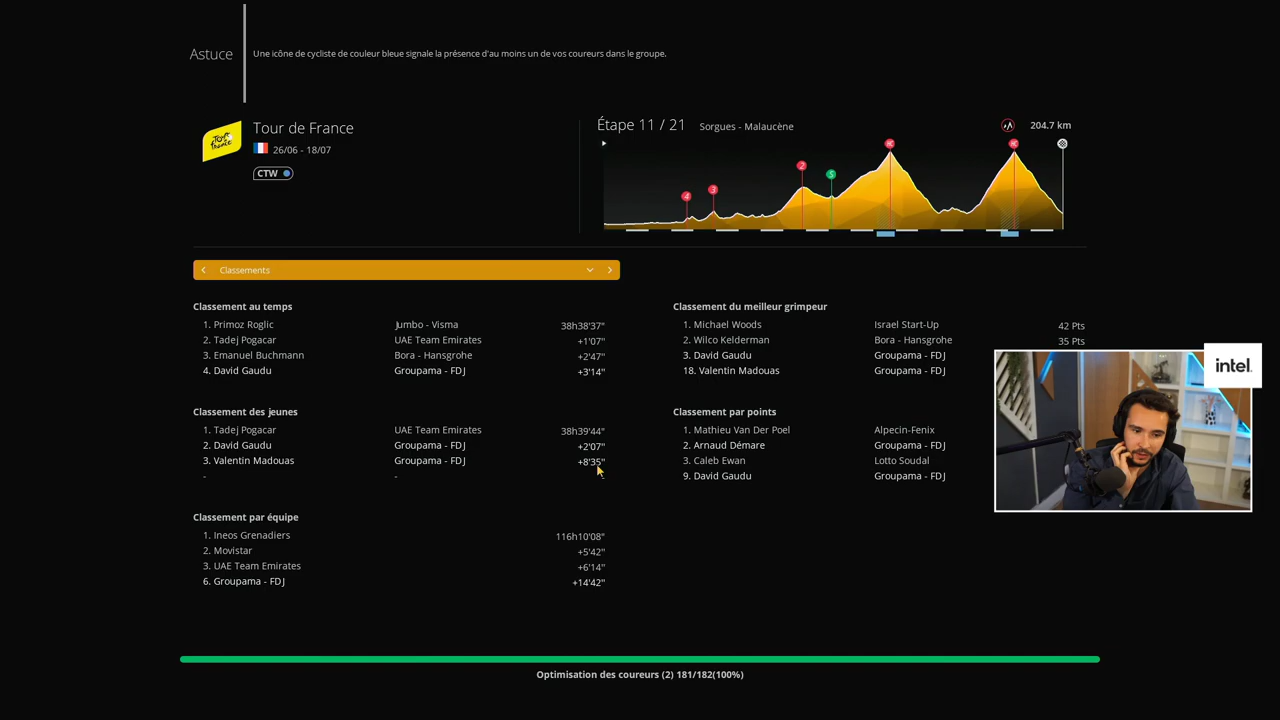 Astuce
Une icône de cycliste de couleur bleue signale la présence d'au moins un de vos coureurs dans le groupe.
Tour de France
26/06 - 18/07
CTW
Étape 11 / 21 Sorgues - Malaucène 204.7 km
4 3 2 S HC HC
Classements
Classement au temps
1. Primoz Roglic Jumbo - Visma 38h38'37"
2. Tadej Pogacar UAE Team Emirates +1'07"
3. Emanuel Buchmann Bora - Hansgrohe +2'47"
4. David Gaudu Groupama - FDJ +3'14"
Classement du meilleur grimpeur
1. Michael Woods Israel Start-Up 42 Pts
2. Wilco Kelderman Bora - Hansgrohe 35 Pts
3. David Gaudu Groupama - FDJ
18. Valentin Madouas Groupama - FDJ
Classement des jeunes
1. Tadej Pogacar UAE Team Emirates 38h39'44"
2. David Gaudu Groupama - FDJ +2'07"
3. Valentin Madouas Groupama - FDJ +8'35"
- - -
Classement par points
1. Mathieu Van Der Poel Alpecin-Fenix
2. Arnaud Démare Groupama - FDJ
3. Caleb Ewan Lotto Soudal
9. David Gaudu Groupama - FDJ
Classement par équipe
1. Ineos Grenadiers 116h10'08"
2. Movistar +5'42"
3. UAE Team Emirates +6'14"
6. Groupama - FDJ +14'42"
intel.
Optimisation des coureurs (2) 181/182(100%)